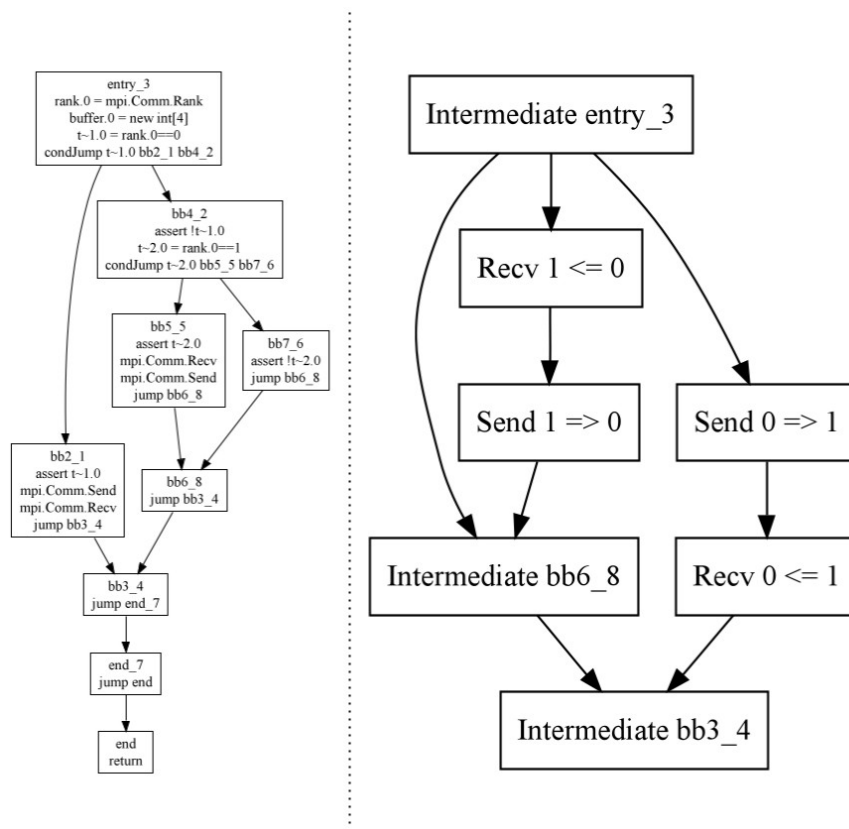 entry_3
rank.0 = mpi.Comm.Rank
buffer.0 = new int[4]
t~1.0 = rank.0==0
condJump t~1.0 bb2_1 bb4_2
bb4_2
assert !t~1.0
t~2.0 = rank.0==1
condJump t~2.0 bb5_5 bb7_6
bb5_5
assert t~2.0
mpi.Comm.Recv
mpi.Comm.Send
jump bb6_8
bb7_6
assert !t~2.0
jump bb6_8
bb2_1
assert t~1.0
mpi.Comm.Send
mpi.Comm.Recv
jump bb3_4
bb6_8
jump bb3_4
bb3_4
jump end_7
end_7
jump end
end
return
Intermediate entry_3
Recv 1 <= 0
Send 1 => 0
Send 0 => 1
Intermediate bb6_8
Recv 0 <= 1
Intermediate bb3_4